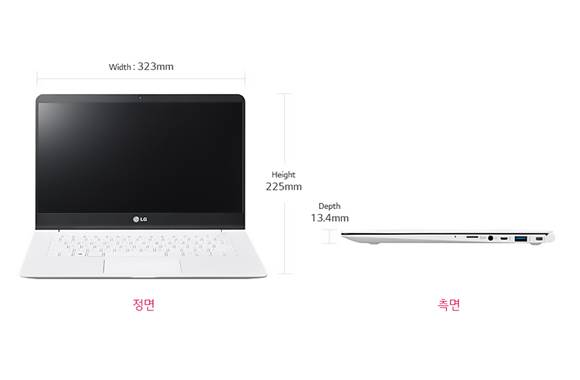 Width : 323mm
Height
225mm
Depth
13.4mm
LG
정면
측면